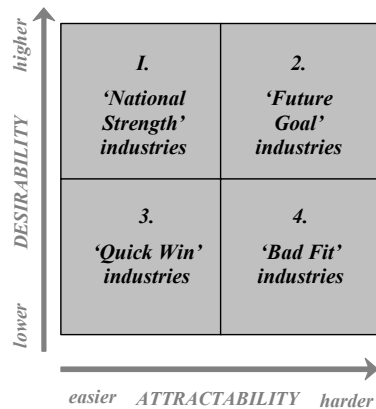 higher
DESIRABILITY
lower
I.
‘National
Strength’
industries
2.
‘Future
Goal’
industries
3.
‘Quick Win’
industries
4.
‘Bad Fit’
industries
easier ATTRACTABILITY harder